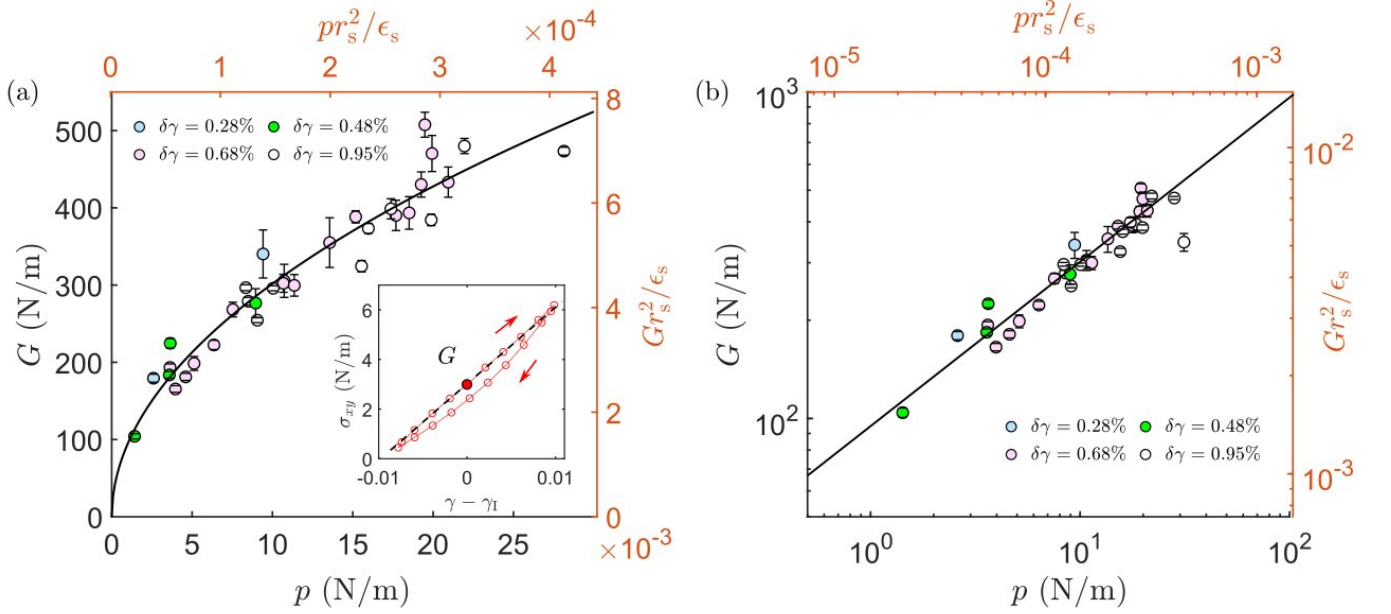 (a)
pr_s^2/ϵ_s
×10^-4
0 1 2 3 4
G (N/m)
500
400
300
200
100
0
δγ = 0.28% δγ = 0.48%
δγ = 0.68% δγ = 0.95%
8
6
4
2
0
Gr_s^2/ϵ_s
×10^-3
σ_xy (N/m)
6
4
2
0
G
-0.01 0 0.01
γ − γ_I
0 5 10 15 20 25
p (N/m)
(b)
pr_s^2/ϵ_s
10^-5 10^-4 10^-3
G (N/m)
10^3
10^2
10^-2
10^-3
Gr_s^2/ϵ_s
δγ = 0.28% δγ = 0.48%
δγ = 0.68% δγ = 0.95%
10^0 10^1 10^2
p (N/m)